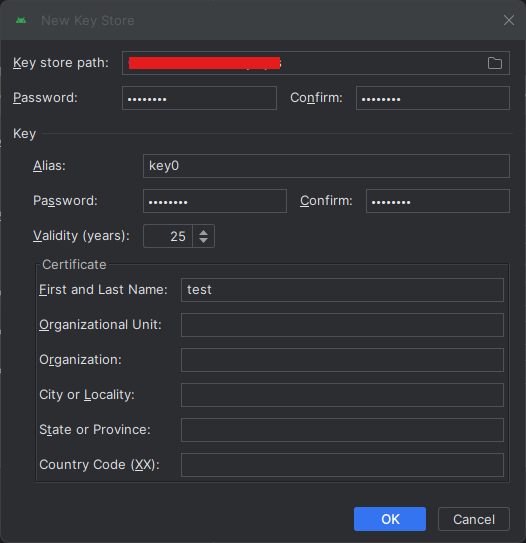 New Key Store
Key store path:
Password: •••••••• Confirm: ••••••••
Key
Alias: key0
Password: •••••••• Confirm: ••••••••
Validity (years): 25
Certificate
First and Last Name: test
Organizational Unit:
Organization:
City or Locality:
State or Province:
Country Code (XX):
OK Cancel